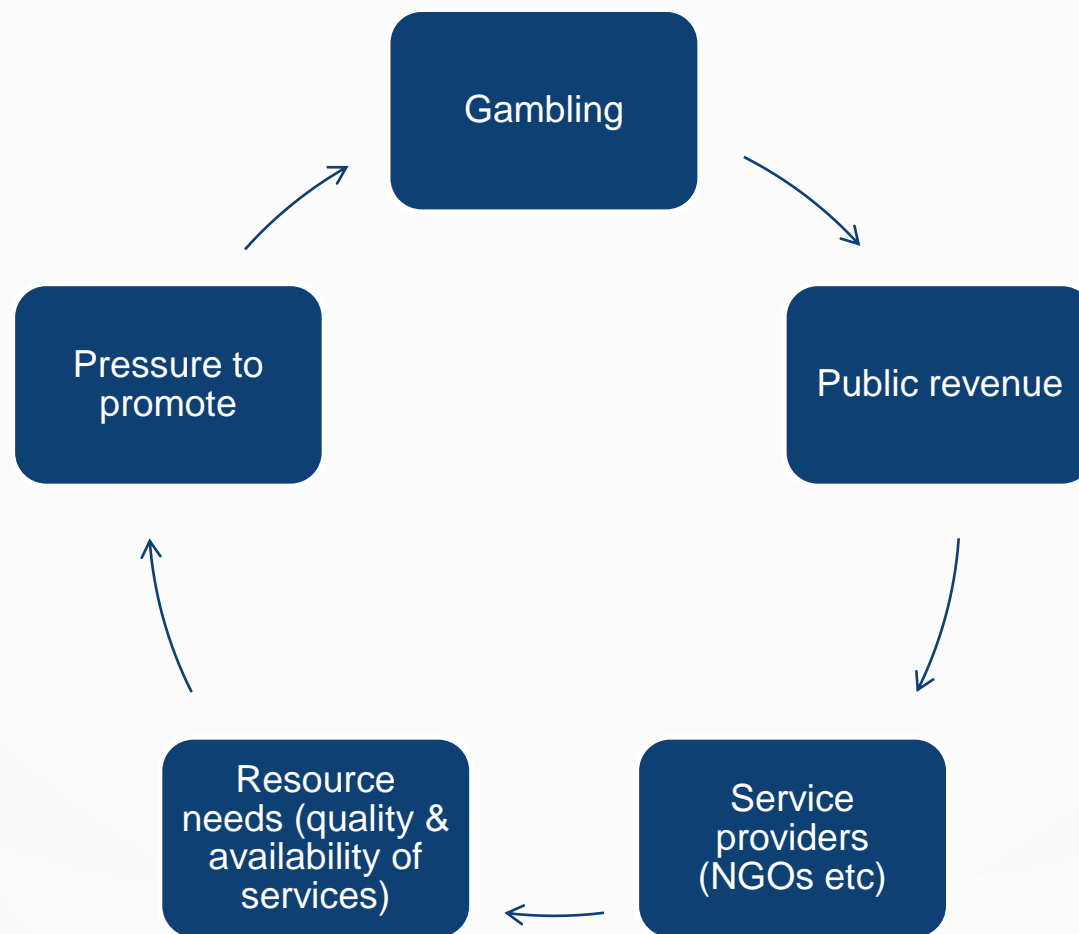 Gambling
Public revenue
Service
providers
(NGOs etc)
Resource
needs (quality &
availability of
services)
Pressure to
promote